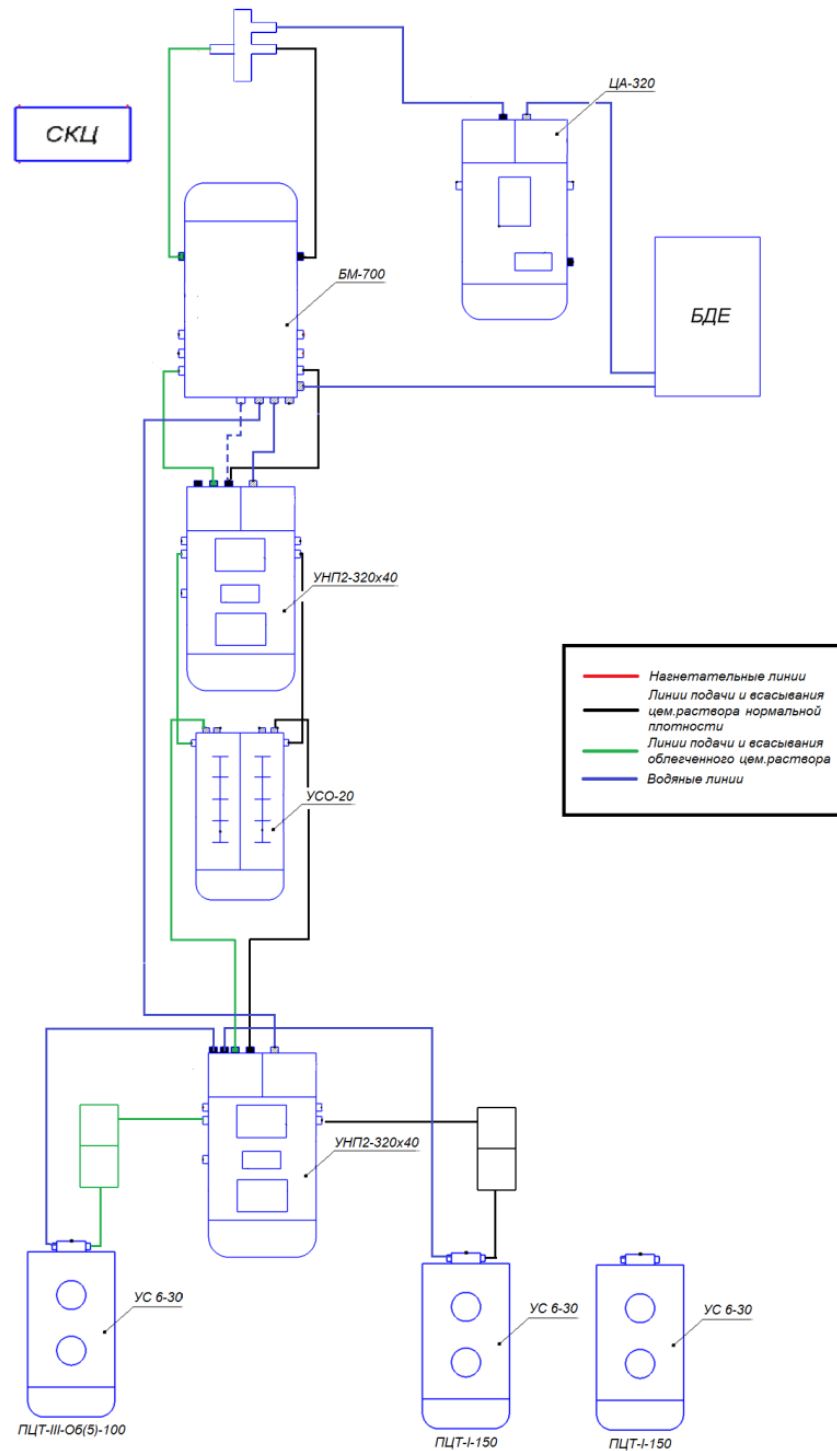 ЦА-320
СКЦ
БМ-700
БДЕ
УНП2-320х40
Нагнетательные линии
Линии подачи и всасывания
цем.раствора нормальной
плотности
Линии подачи и всасывания
облегченного цем.раствора
Водяные линии
УСО-20
УНП2-320х40
УС 6-30
УС 6-30
УС 6-30
ПЦТ-III-Об(5)-100
ПЦТ-I-150
ПЦТ-I-150